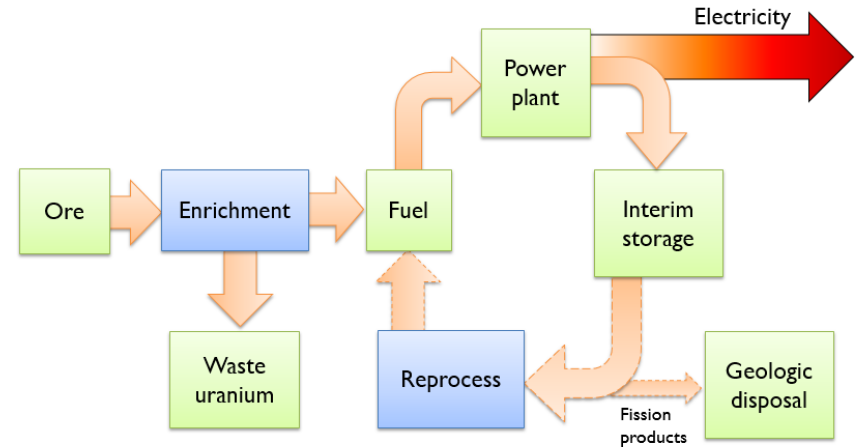 Electricity
Power
plant
Ore
Enrichment
Fuel
Interim
storage
Waste
uranium
Reprocess
Geologic
disposal
Fission
products